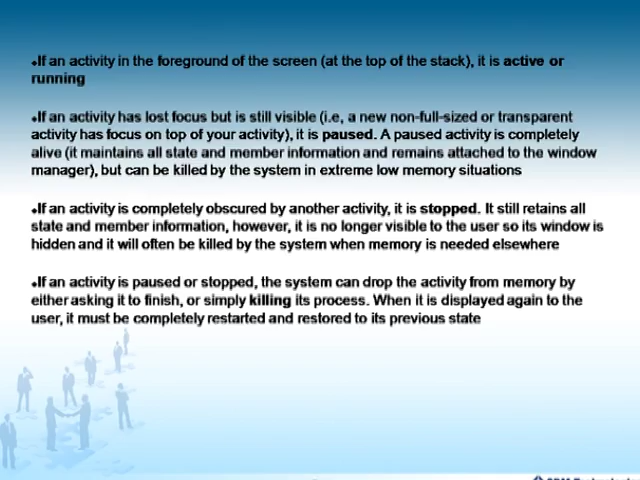 •If an activity in the foreground of the screen (at the top of the stack), it is active or
running
•If an activity has lost focus but is still visible (i.e, a new non-full-sized or transparent
activity has focus on top of your activity), it is paused. A paused activity is completely
alive (it maintains all state and member information and remains attached to the window
manager), but can be killed by the system in extreme low memory situations
•If an activity is completely obscured by another activity, it is stopped. It still retains all
state and member information, however, it is no longer visible to the user so its window is
hidden and it will often be killed by the system when memory is needed elsewhere
•If an activity is paused or stopped, the system can drop the activity from memory by
either asking it to finish, or simply killing its process. When it is displayed again to the
user, it must be completely restarted and restored to its previous state